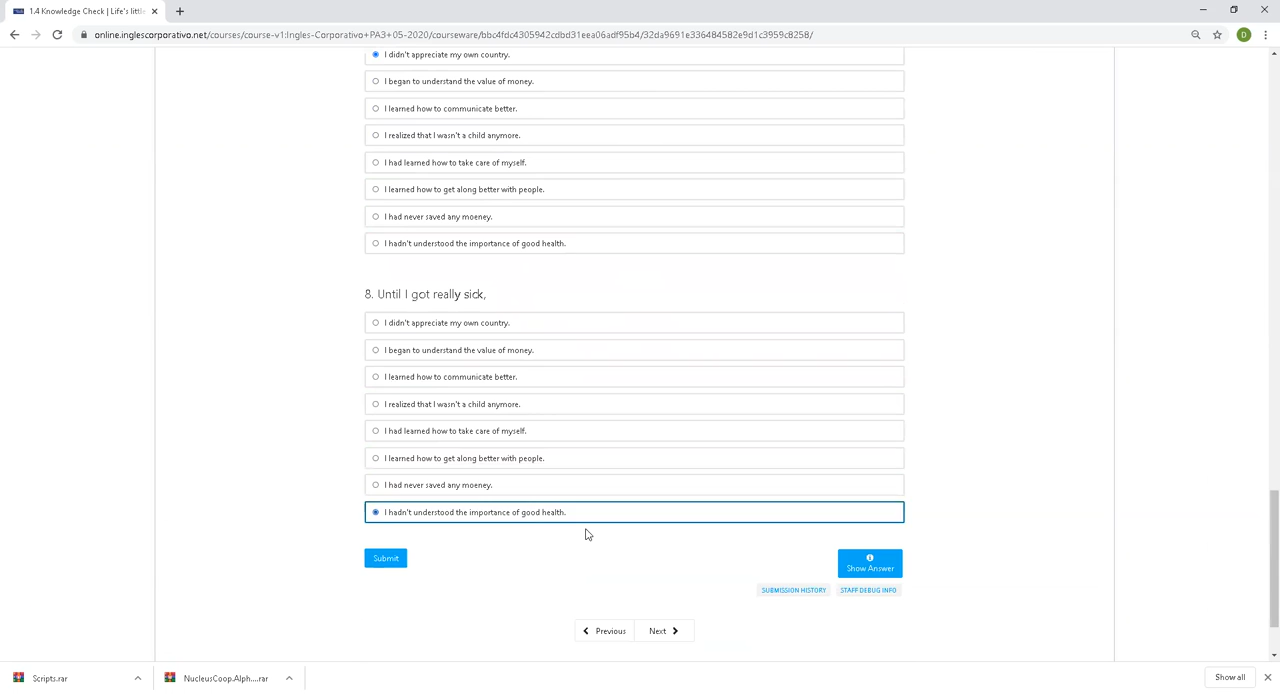 1.4 Knowledge Check | Life's little
online.inglescorporativo.net/courses/course-v1:Ingles-Corporativo+PA3+05-2020/courseware/bbc4fdc4305942cdbd31eea06adf95b4/32da9691e336484582e9d1c3959c8258/
D
I didn't appreciate my own country.
I began to understand the value of money.
I learned how to communicate better.
I realized that I wasn't a child anymore.
I had learned how to take care of myself.
I learned how to get along better with people.
I had never saved any moeney.
I hadn't understood the importance of good health.
8. Until I got really sick,
I didn't appreciate my own country.
I began to understand the value of money.
I learned how to communicate better.
I realized that I wasn't a child anymore.
I had learned how to take care of myself.
I learned how to get along better with people.
I had never saved any moeney.
I hadn't understood the importance of good health.
Submit
Show Answer
SUBMISSION HISTORY
STAFF DEBUG INFO
Previous
Next
Scripts.rar
NucleusCoop.Alph....rar
Show all